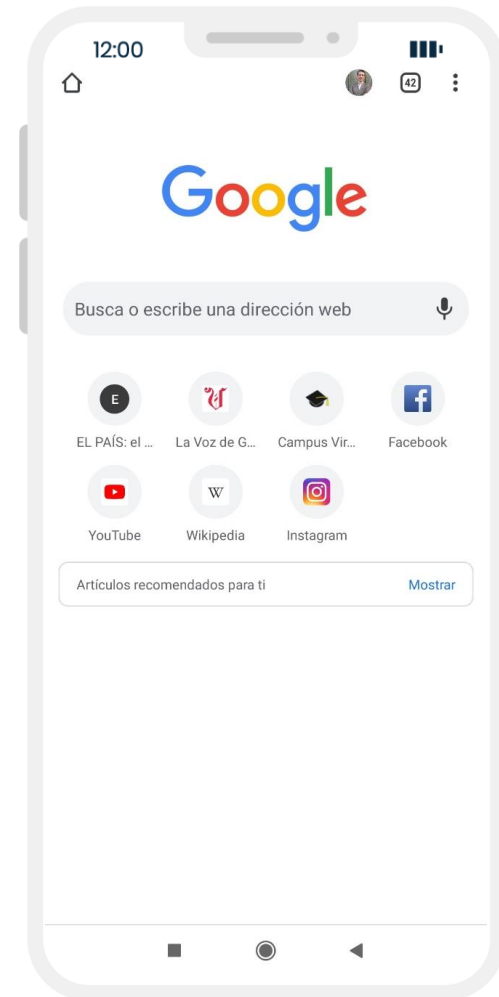 12:00
42
Google
Busca o escribe una dirección web
E
EL PAÍS: el ...
La Voz de G...
Campus Vir...
Facebook
W
YouTube
Wikipedia
Instagram
Artículos recomendados para ti
Mostrar